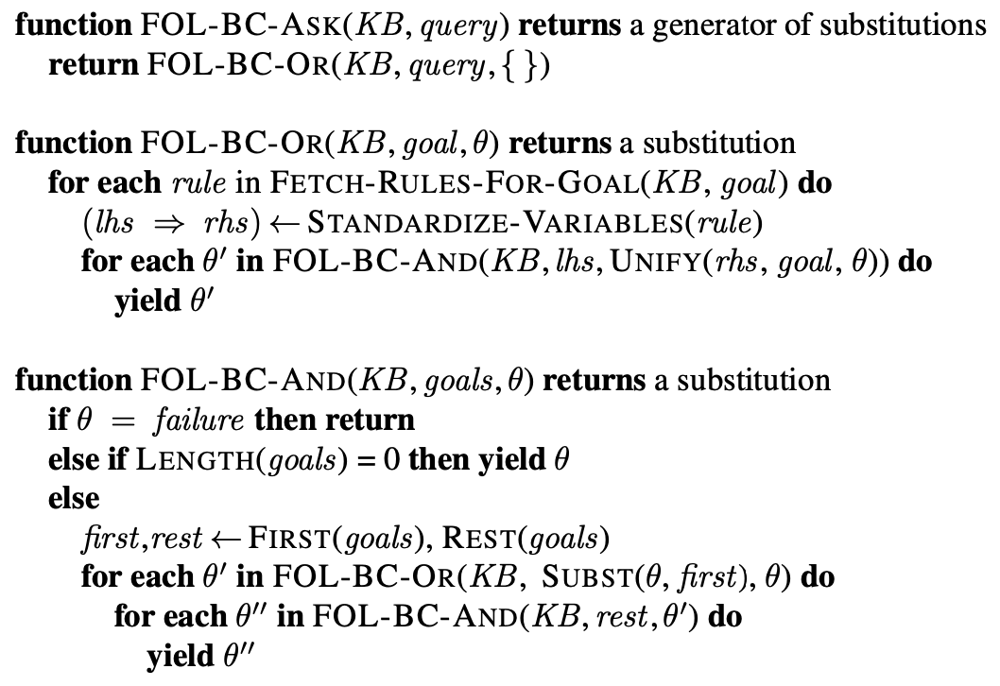 function FOL-BC-ASK(KB, query) returns a generator of substitutions
return FOL-BC-OR(KB, query, { })
function FOL-BC-OR(KB, goal, θ) returns a substitution
for each rule in FETCH-RULES-FOR-GOAL(KB, goal) do
(lhs ⇒ rhs) ← STANDARDIZE-VARIABLES(rule)
for each θ′ in FOL-BC-AND(KB, lhs, UNIFY(rhs, goal, θ)) do
yield θ′
function FOL-BC-AND(KB, goals, θ) returns a substitution
if θ = failure then return
else if LENGTH(goals) = 0 then yield θ
else
first,rest ← FIRST(goals), REST(goals)
for each θ′ in FOL-BC-OR(KB, SUBST(θ, first), θ) do
for each θ′′ in FOL-BC-AND(KB, rest, θ′) do
yield θ′′